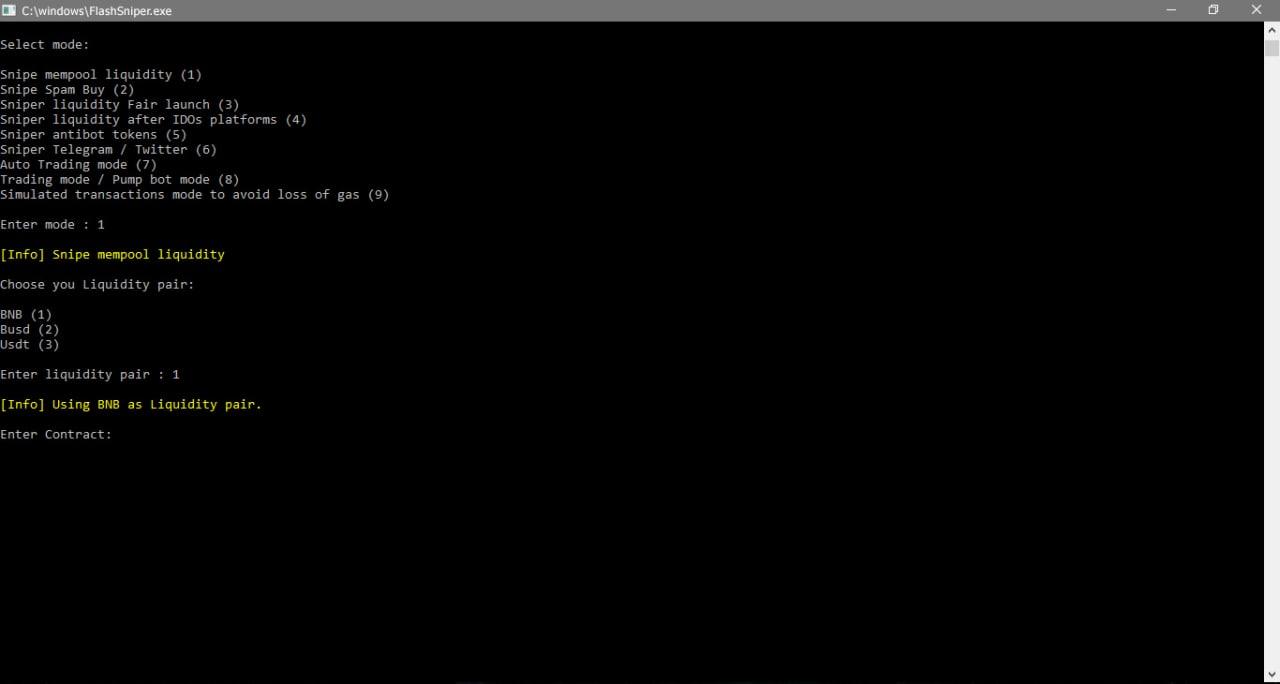 C:\windows\FlashSniper.exe
Select mode:
Snipe mempool liquidity (1)
Snipe Spam Buy (2)
Sniper liquidity Fair launch (3)
Sniper liquidity after IDOs platforms (4)
Sniper antibot tokens (5)
Sniper Telegram / Twitter (6)
Auto Trading mode (7)
Trading mode / Pump bot mode (8)
Simulated transactions mode to avoid loss of gas (9)
Enter mode : 1
[Info] Snipe mempool liquidity
Choose you Liquidity pair:
BNB (1)
Busd (2)
Usdt (3)
Enter liquidity pair : 1
[Info] Using BNB as Liquidity pair.
Enter Contract: